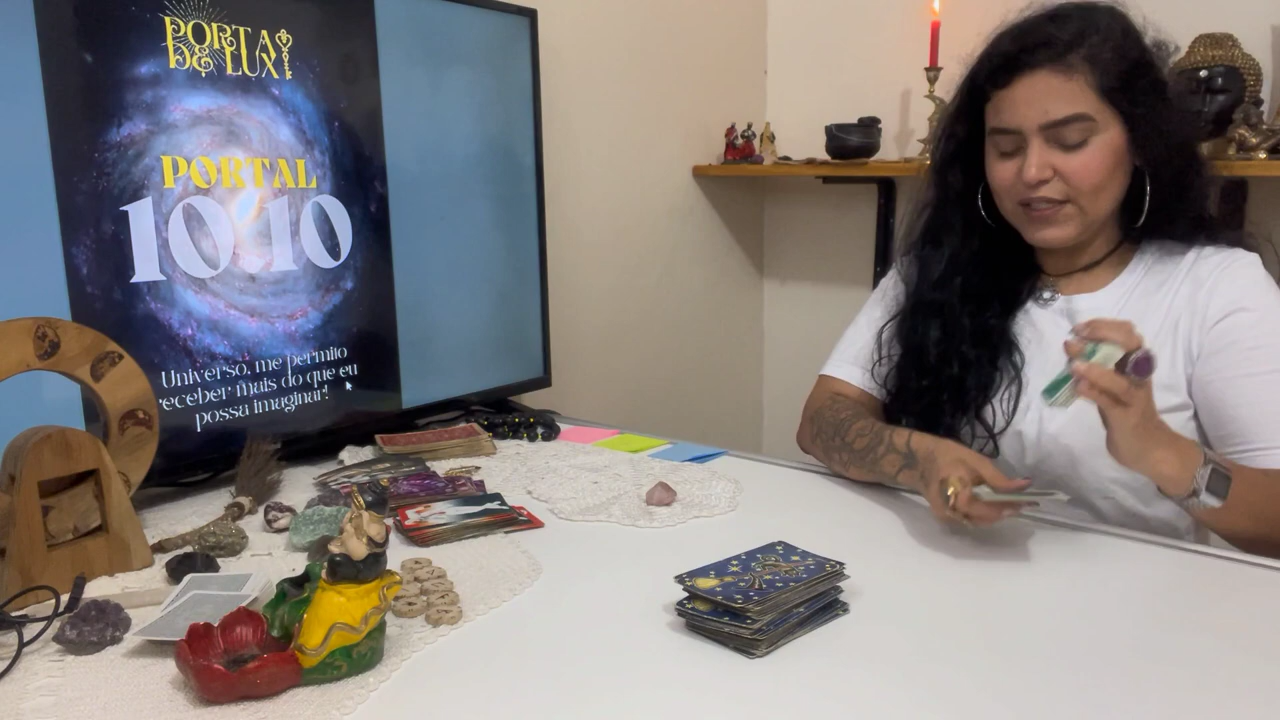 PORTA
DE LUX
PORTAL
10.10
Universo, me permito
receber mais do que eu
possa imaginar!